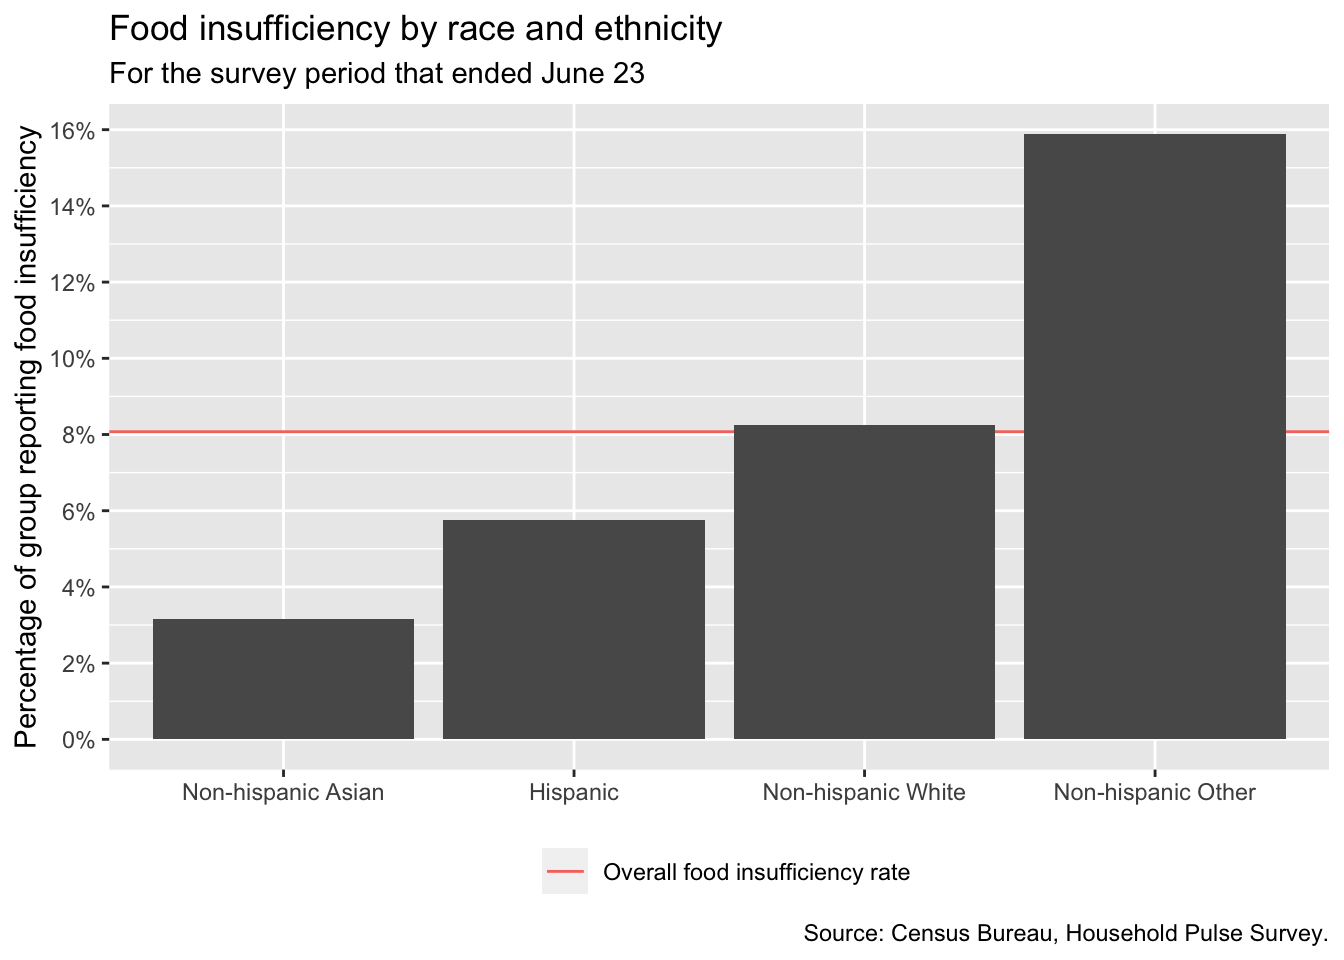 Food insufficiency by race and ethnicity
For the survey period that ended June 23
Percentage of group reporting food insufficiency
16%
14%
12%
10%
8%
6%
4%
2%
0%
Non-hispanic Asian
Hispanic
Non-hispanic White
Non-hispanic Other
Overall food insufficiency rate
Source: Census Bureau, Household Pulse Survey.